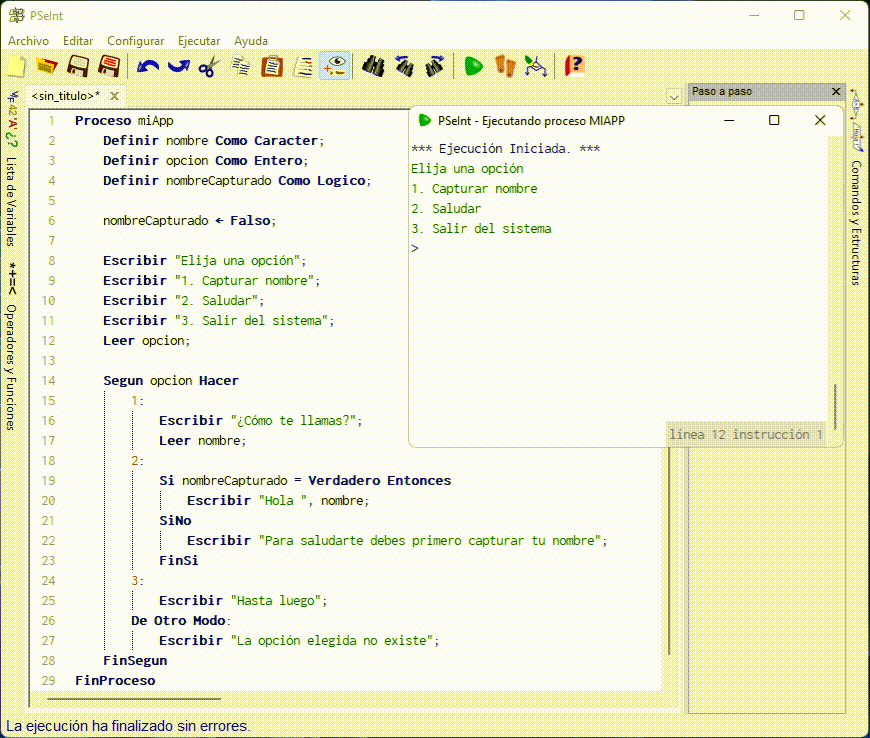 PSeInt
Archivo Editar Configurar Ejecutar Ayuda
<sin_titulo>*
Paso a paso
Lista de Variables
Operadores y Funciones
Comandos y Estructuras
1 Proceso miApp
2 Definir nombre Como Caracter;
3 Definir opcion Como Entero;
4 Definir nombreCapturado Como Logico;
5
6 nombreCapturado ← Falso;
7
8 Escribir "Elija una opción";
9 Escribir "1. Capturar nombre";
10 Escribir "2. Saludar";
11 Escribir "3. Salir del sistema";
12 Leer opcion;
13
14 Segun opcion Hacer
15 1:
16 Escribir "¿Cómo te llamas?";
17 Leer nombre;
18 2:
19 Si nombreCapturado = Verdadero Entonces
20 Escribir "Hola ", nombre;
21 SiNo
22 Escribir "Para saludarte debes primero capturar tu nombre";
23 FinSi
24 3:
25 Escribir "Hasta luego";
26 De Otro Modo:
27 Escribir "La opción elegida no existe";
28 FinSegun
29 FinProceso
PSeInt - Ejecutando proceso MIAPP
*** Ejecución Iniciada. ***
Elija una opción
1. Capturar nombre
2. Saludar
3. Salir del sistema
>
línea 12 instrucción 1
La ejecución ha finalizado sin errores.